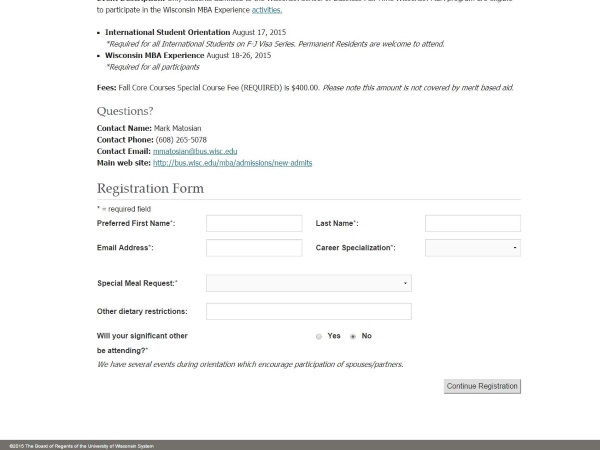 to participate in the Wisconsin MBA Experience activities.
• International Student Orientation August 17, 2015
*Required for all International Students on F-J Visa Series. Permanent Residents are welcome to attend.
• Wisconsin MBA Experience August 18-26, 2015
*Required for all participants
Fees: Fall Core Courses Special Course Fee (REQUIRED) is $400.00. Please note this amount is not covered by merit based aid.
Questions?
Contact Name: Mark Matosian
Contact Phone: (608) 265-5078
Contact Email: mmatosian@bus.wisc.edu
Main web site: http://bus.wisc.edu/mba/admissions/new-admits
Registration Form
* = required field
Preferred First Name*: Last Name*:
Email Address*: Career Specialization*:
Special Meal Request:*
Other dietary restrictions:
Will your significant other Yes No
be attending?*
We have several events during orientation which encourage participation of spouses/partners.
Continue Registration
©2015 The Board of Regents of the University of Wisconsin System